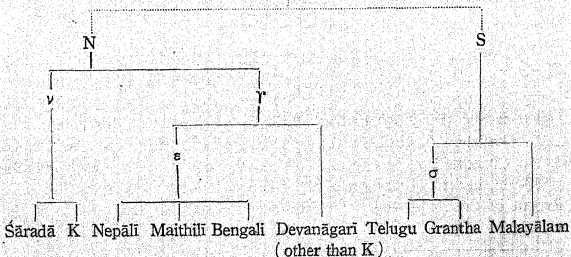 N S
ν γ
ε σ
Śāradā K Nepālī Maithilī Bengali Devanāgarī Telugu Grantha Malayālam
(other than K)